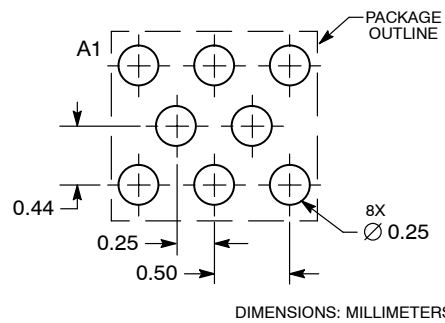 PACKAGE
OUTLINE
A1
0.44
0.25
0.50
8X
∅ 0.25
DIMENSIONS: MILLIMETERS